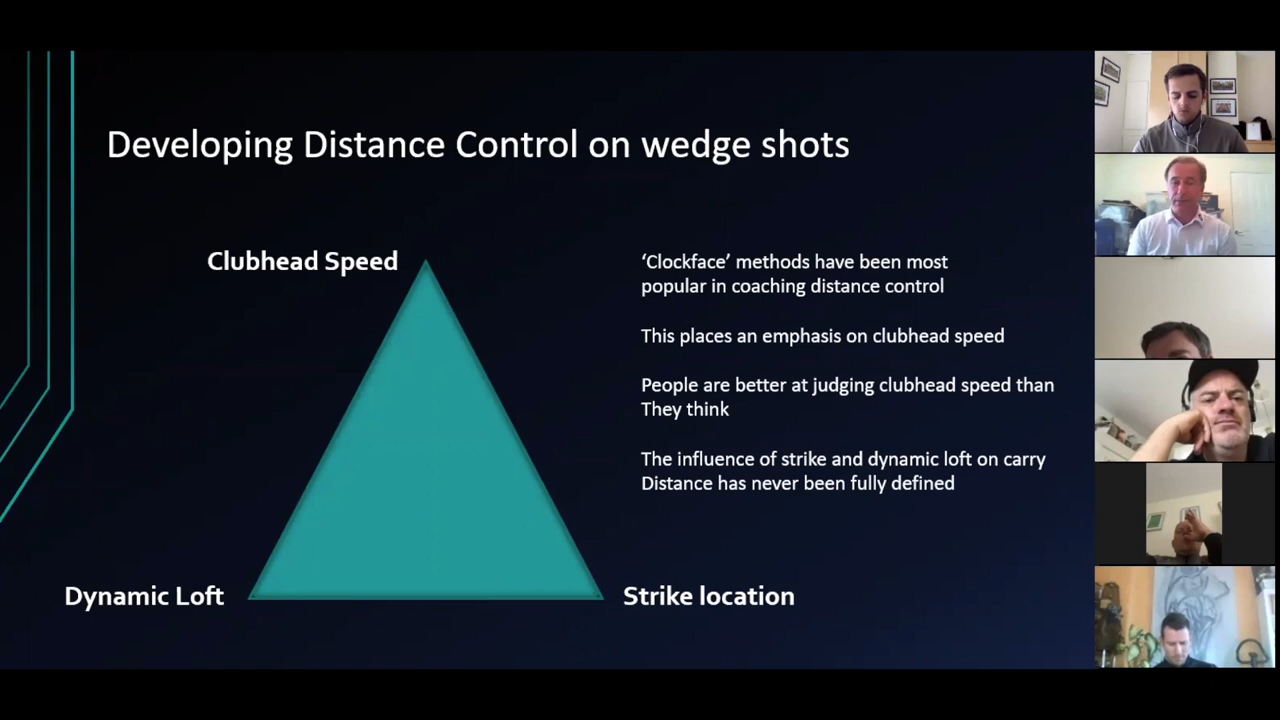 Developing Distance Control on wedge shots
Clubhead Speed
‘Clockface’ methods have been most
popular in coaching distance control
This places an emphasis on clubhead speed
People are better at judging clubhead speed than
They think
The influence of strike and dynamic loft on carry
Distance has never been fully defined
Dynamic Loft
Strike location